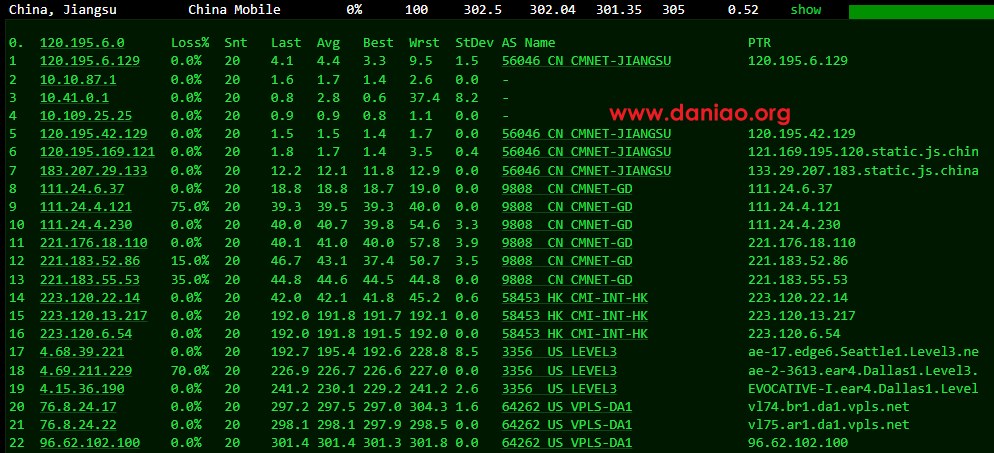 China, Jiangsu China Mobile 0% 100 302.5 302.04 301.35 305 0.52 show
0. 120.195.6.0 Loss% Snt Last Avg Best Wrst StDev AS Name PTR
1 120.195.6.129 0.0% 20 4.1 4.4 3.3 9.5 1.5 56046 CN CMNET-JIANGSU 120.195.6.129
2 10.10.87.1 0.0% 20 1.6 1.7 1.4 2.6 0.0 -
3 10.41.0.1 0.0% 20 0.8 2.8 0.6 37.4 8.2 -
4 10.109.25.25 0.0% 20 0.9 0.9 0.8 1.1 0.0 -
www.daniao.org
5 120.195.42.129 0.0% 20 1.5 1.5 1.4 1.7 0.0 56046 CN CMNET-JIANGSU 120.195.42.129
6 120.195.169.121 0.0% 20 1.8 1.7 1.4 3.5 0.4 56046 CN CMNET-JIANGSU 121.169.195.120.static.js.chin
7 183.207.29.133 0.0% 20 12.2 12.1 11.8 12.9 0.0 56046 CN CMNET-JIANGSU 133.29.207.183.static.js.china
8 111.24.6.37 0.0% 20 18.8 18.8 18.7 19.0 0.0 9808 CN CMNET-GD 111.24.6.37
9 111.24.4.121 75.0% 20 39.3 39.5 39.3 40.0 0.0 9808 CN CMNET-GD 111.24.4.121
10 111.24.4.230 0.0% 20 40.0 40.7 39.8 54.6 3.3 9808 CN CMNET-GD 111.24.4.230
11 221.176.18.110 0.0% 20 40.1 41.0 40.0 57.8 3.9 9808 CN CMNET-GD 221.176.18.110
12 221.183.52.86 15.0% 20 46.7 43.1 37.4 50.7 3.5 9808 CN CMNET-GD 221.183.52.86
13 221.183.55.53 35.0% 20 44.8 44.6 44.5 44.8 0.0 9808 CN CMNET-GD 221.183.55.53
14 223.120.22.14 0.0% 20 42.0 42.1 41.8 45.2 0.6 58453 HK CMI-INT-HK 223.120.22.14
15 223.120.13.217 0.0% 20 192.0 191.8 191.7 192.1 0.0 58453 HK CMI-INT-HK 223.120.13.217
16 223.120.6.54 0.0% 20 192.0 191.8 191.5 192.0 0.0 58453 HK CMI-INT-HK 223.120.6.54
17 4.68.39.221 0.0% 20 192.7 195.4 192.6 228.8 8.5 3356 US LEVEL3 ae-17.edge6.Seattle1.Level3.ne
18 4.69.211.229 70.0% 20 226.9 226.7 226.6 227.0 0.0 3356 US LEVEL3 ae-2-3613.ear4.Dallas1.Level3.
19 4.15.36.190 0.0% 20 241.2 230.1 229.2 241.2 2.6 3356 US LEVEL3 EVOCATIVE-I.ear4.Dallas1.Level
20 76.8.24.17 0.0% 20 297.2 297.5 297.0 304.3 1.6 64262 US VPLS-DA1 vl74.br1.da1.vpls.net
21 76.8.24.22 0.0% 20 298.1 298.1 297.9 298.5 0.0 64262 US VPLS-DA1 vl75.ar1.da1.vpls.net
22 96.62.102.100 0.0% 20 301.4 301.4 301.3 301.8 0.0 64262 US VPLS-DA1 96.62.102.100